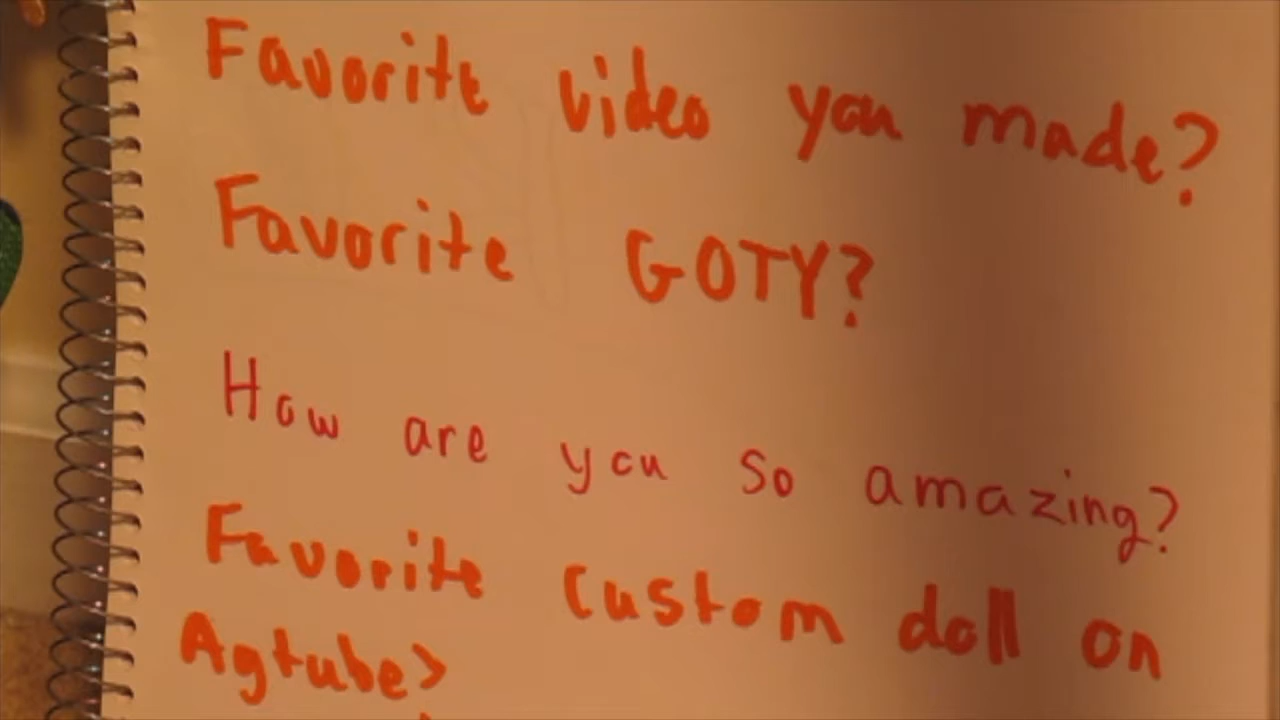 Favorite video you made?
Favorite GOTY?
How are you so amazing?
Favorite custom doll on
Agtube?